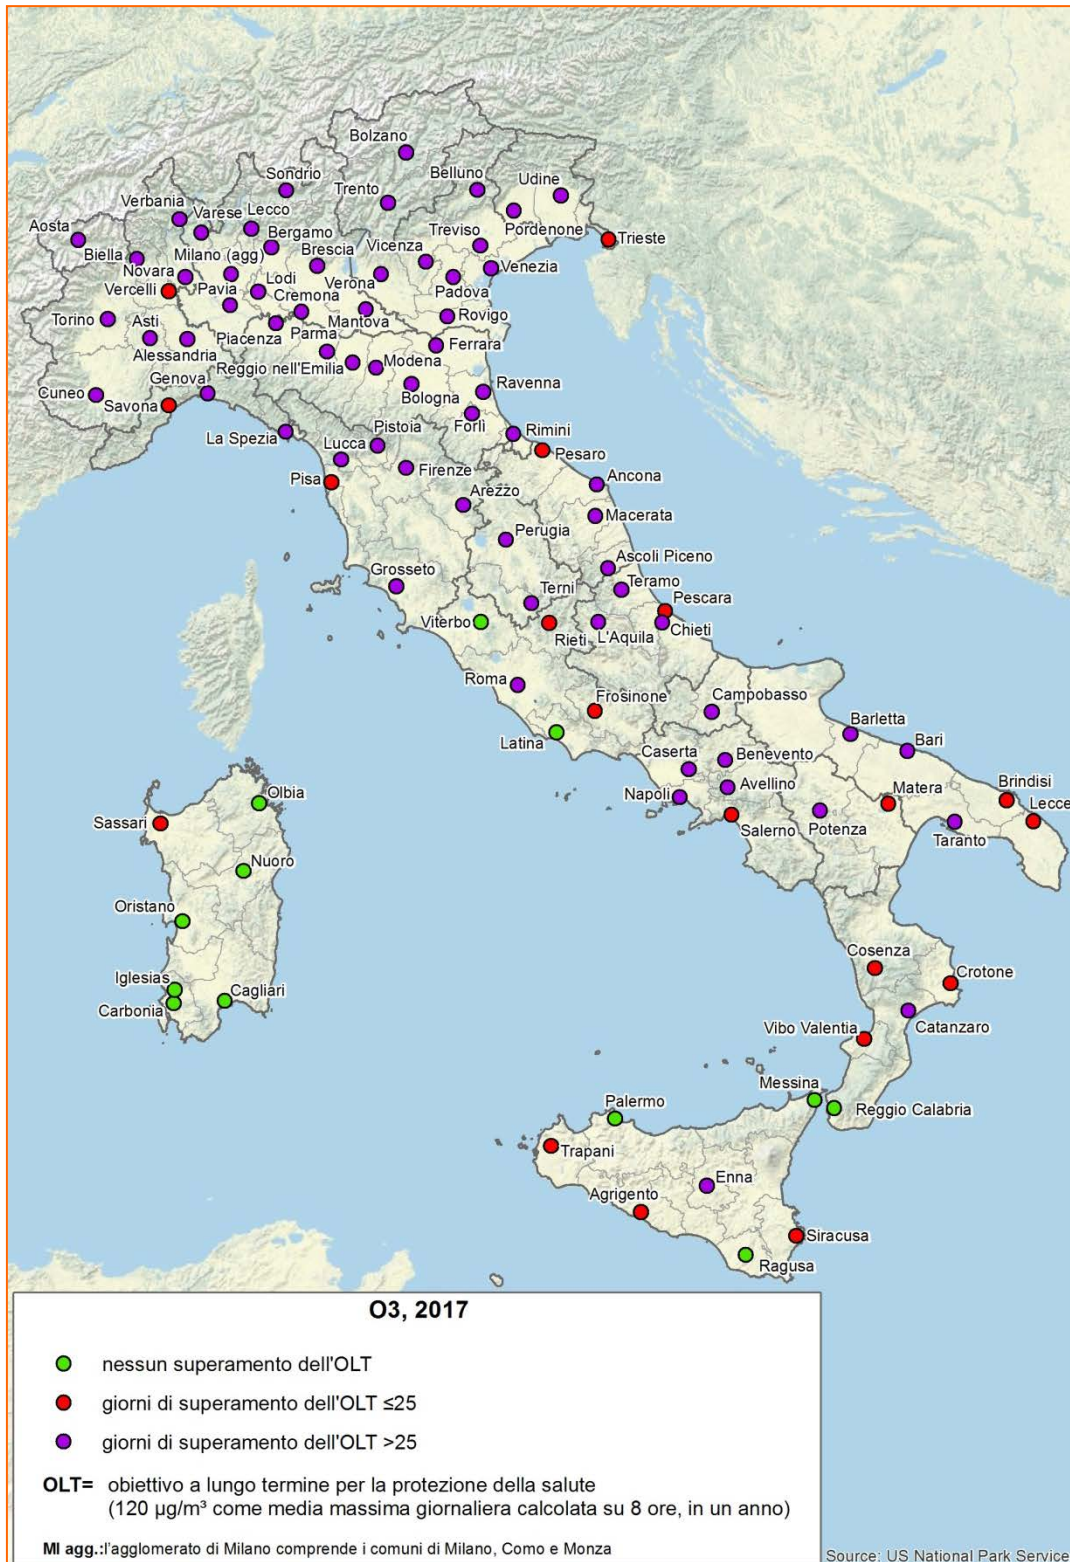 Bolzano
Sondrio
Belluno
Udine
Trento
Verbania
Varese
Lecco
Pordenone
Aosta
Bergamo
Treviso
Trieste
Biella
Milano (agg)
Brescia
Vicenza
Venezia
Novara
Lodi
Verona
Padova
Vercelli
Pavia
Cremona
Torino
Asti
Piacenza
Parma
Mantova
Rovigo
Alessandria
Reggio nell'Emilia
Modena
Ferrara
Cuneo
Genova
Bologna
Ravenna
Savona
Forlì
La Spezia
Lucca
Pistoia
Rimini
Pesaro
Pisa
Firenze
Ancona
Arezzo
Macerata
Perugia
Ascoli Piceno
Grosseto
Terni
Teramo
Pescara
Viterbo
Rieti
L'Aquila
Chieti
Roma
Frosinone
Campobasso
Latina
Barletta
Bari
Caserta
Benevento
Napoli
Avellino
Matera
Brindisi
Lecce
Olbia
Sassari
Salerno
Potenza
Taranto
Nuoro
Oristano
Cosenza
Crotone
Iglesias
Cagliari
Carbonia
Catanzaro
Vibo Valentia
Messina
Palermo
Reggio Calabria
Trapani
Enna
Agrigento
Siracusa
Ragusa
O3, 2017
nessun superamento dell'OLT
giorni di superamento dell'OLT ≤25
giorni di superamento dell'OLT >25
OLT= obiettivo a lungo termine per la protezione della salute
(120 µg/m³ come media massima giornaliera calcolata su 8 ore, in un anno)
MI agg.:l'agglomerato di Milano comprende i comuni di Milano, Como e Monza
Source: US National Park Service